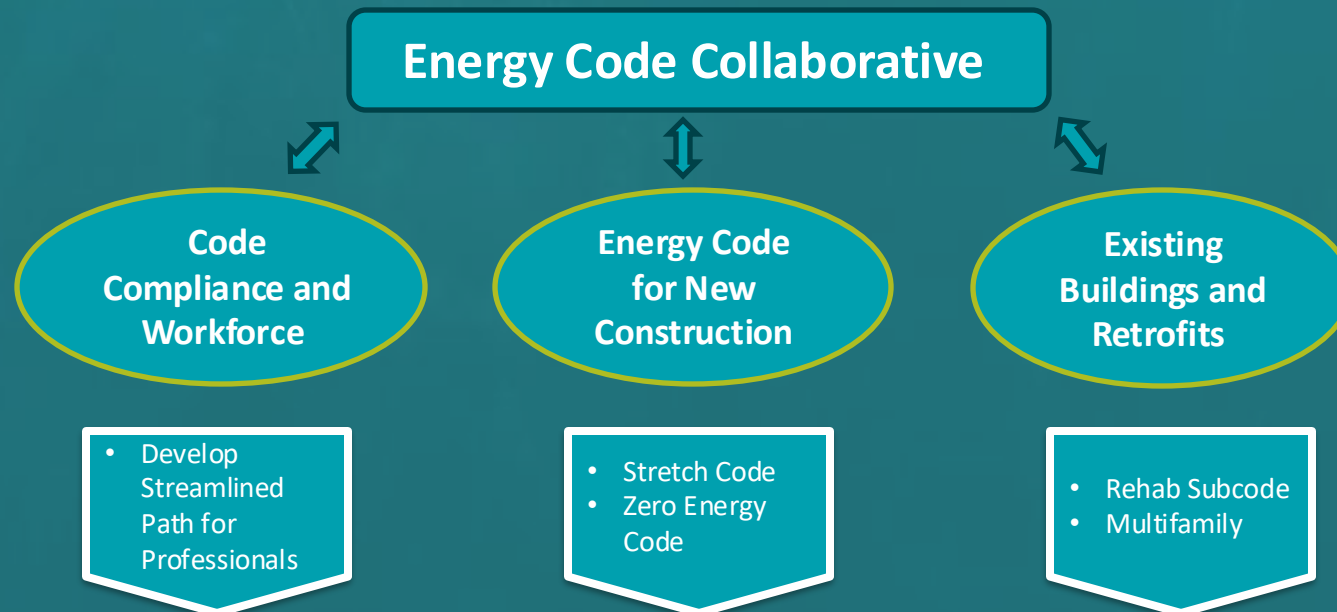 Energy Code Collaborative
Code
Compliance and
Workforce
Energy Code
for New
Construction
Existing
Buildings and
Retrofits
• Develop
Streamlined
Path for
Professionals
• Stretch Code
• Zero Energy
Code
• Rehab Subcode
• Multifamily